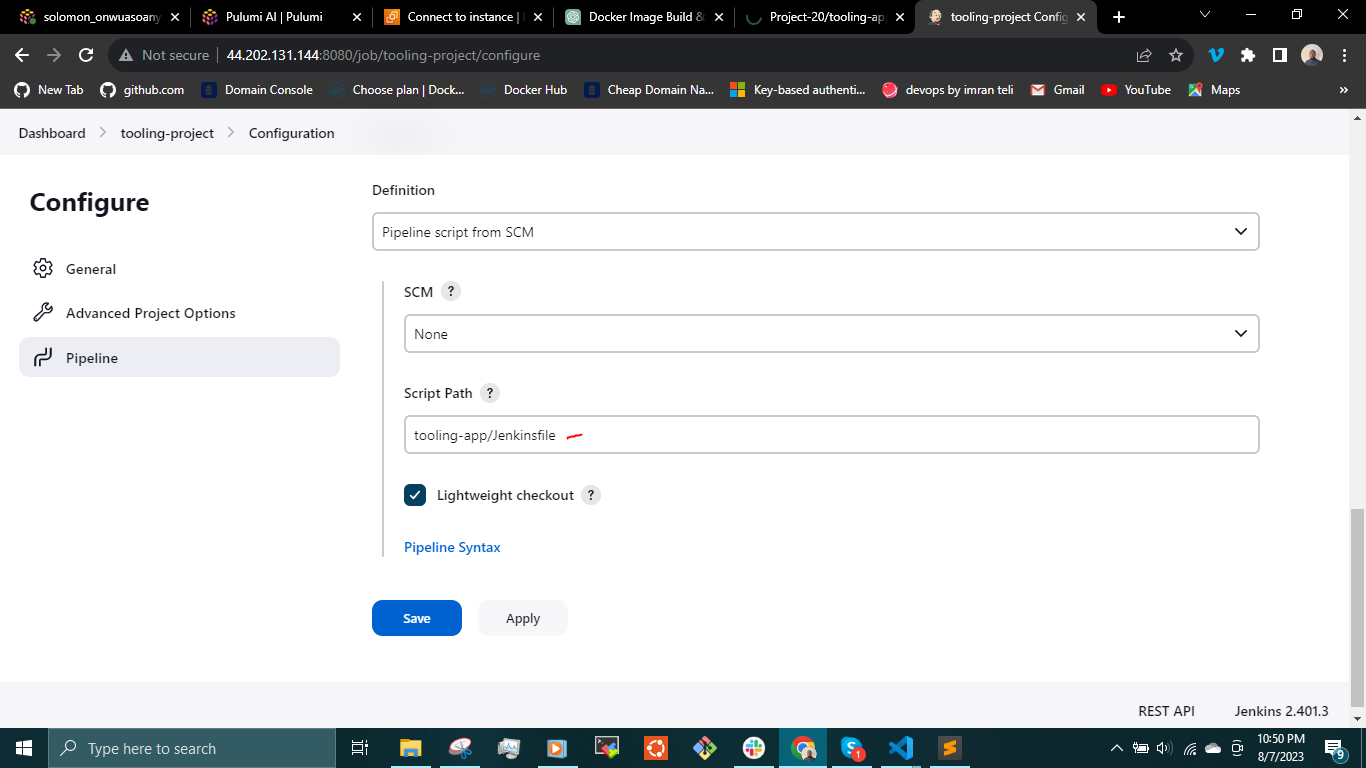 solomon_onwuasoany
Pulumi AI | Pulumi
Connect to instance |
Docker Image Build &
Project-20/tooling-ap
tooling-project Config
Not secure
44.202.131.144:8080/job/tooling-project/configure
New Tab
github.com
Domain Console
Choose plan | Dock...
Docker Hub
Cheap Domain Na...
Key-based authenti...
devops by imran teli
Gmail
YouTube
Maps
»
Dashboard
tooling-project
Configuration
Configure
General
Advanced Project Options
Pipeline
Definition
Pipeline script from SCM
SCM ?
None
Script Path ?
tooling-app/Jenkinsfile
Lightweight checkout ?
Pipeline Syntax
Save
Apply
REST API
Jenkins 2.401.3
Type here to search
1
10:50 PM
8/7/2023
9